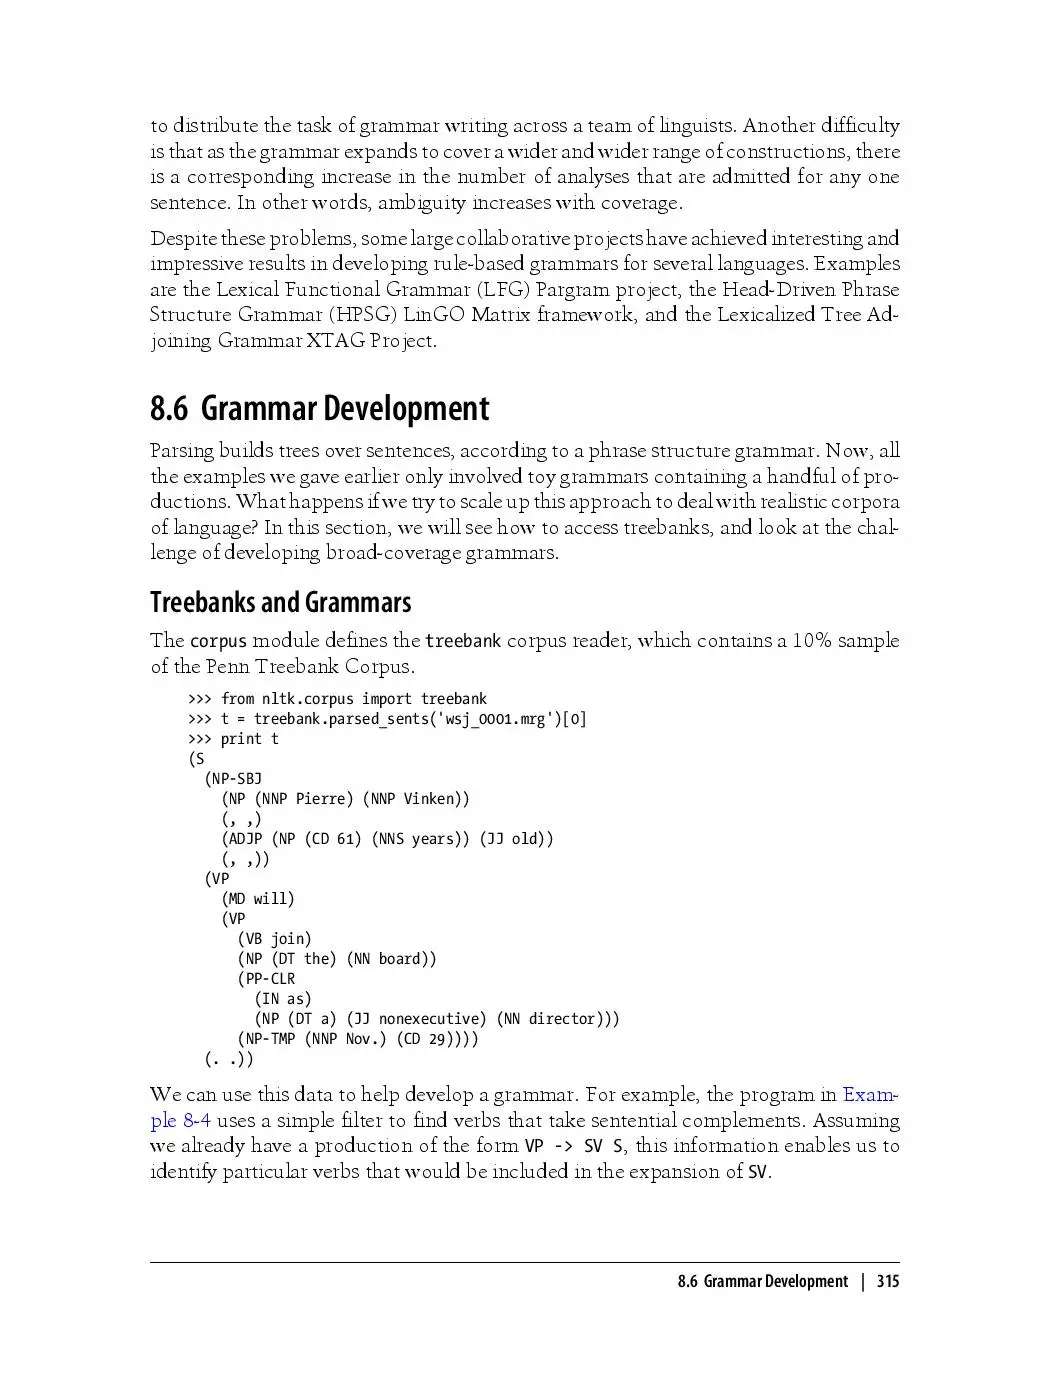 to distribute the task of grammar writing across a team of linguists. Another difficulty
is that as the grammar expands to cover a wider and wider range of constructions, there
is a corresponding increase in the number of analyses that are admitted for any one
sentence. In other words, ambiguity increases with coverage.
Despite these problems, some large collaborative projects have achieved interesting and
impressive results in developing rule-based grammars for several languages. Examples
are the Lexical Functional Grammar (LFG) Pargram project, the Head-Driven Phrase
Structure Grammar (HPSG) LinGO Matrix framework, and the Lexicalized Tree Ad-
joining Grammar XTAG Project.
8.6 Grammar Development
Parsing builds trees over sentences, according to a phrase structure grammar. Now, all
the examples we gave earlier only involved toy grammars containing a handful of pro-
ductions. What happens if we try to scale up this approach to deal with realistic corpora
of language? In this section, we will see how to access treebanks, and look at the chal-
lenge of developing broad-coverage grammars.
Treebanks and Grammars
The corpus module defines the treebank corpus reader, which contains a 10% sample
of the Penn Treebank Corpus.
>>> from nltk.corpus import treebank
>>> t = treebank.parsed_sents('wsj_0001.mrg')[0]
>>> print t
(S
  (NP-SBJ
    (NP (NNP Pierre) (NNP Vinken))
    (, ,)
    (ADJP (NP (CD 61) (NNS years)) (JJ old))
    (, ,))
  (VP
    (MD will)
    (VP
      (VB join)
      (NP (DT the) (NN board))
      (PP-CLR
        (IN as)
        (NP (DT a) (JJ nonexecutive) (NN director)))
      (NP-TMP (NNP Nov.) (CD 29))))
  (. .))
We can use this data to help develop a grammar. For example, the program in Exam-
ple 8-4 uses a simple filter to find verbs that take sentential complements. Assuming
we already have a production of the form VP -> SV S, this information enables us to
identify particular verbs that would be included in the expansion of SV.
8.6 Grammar Development | 315